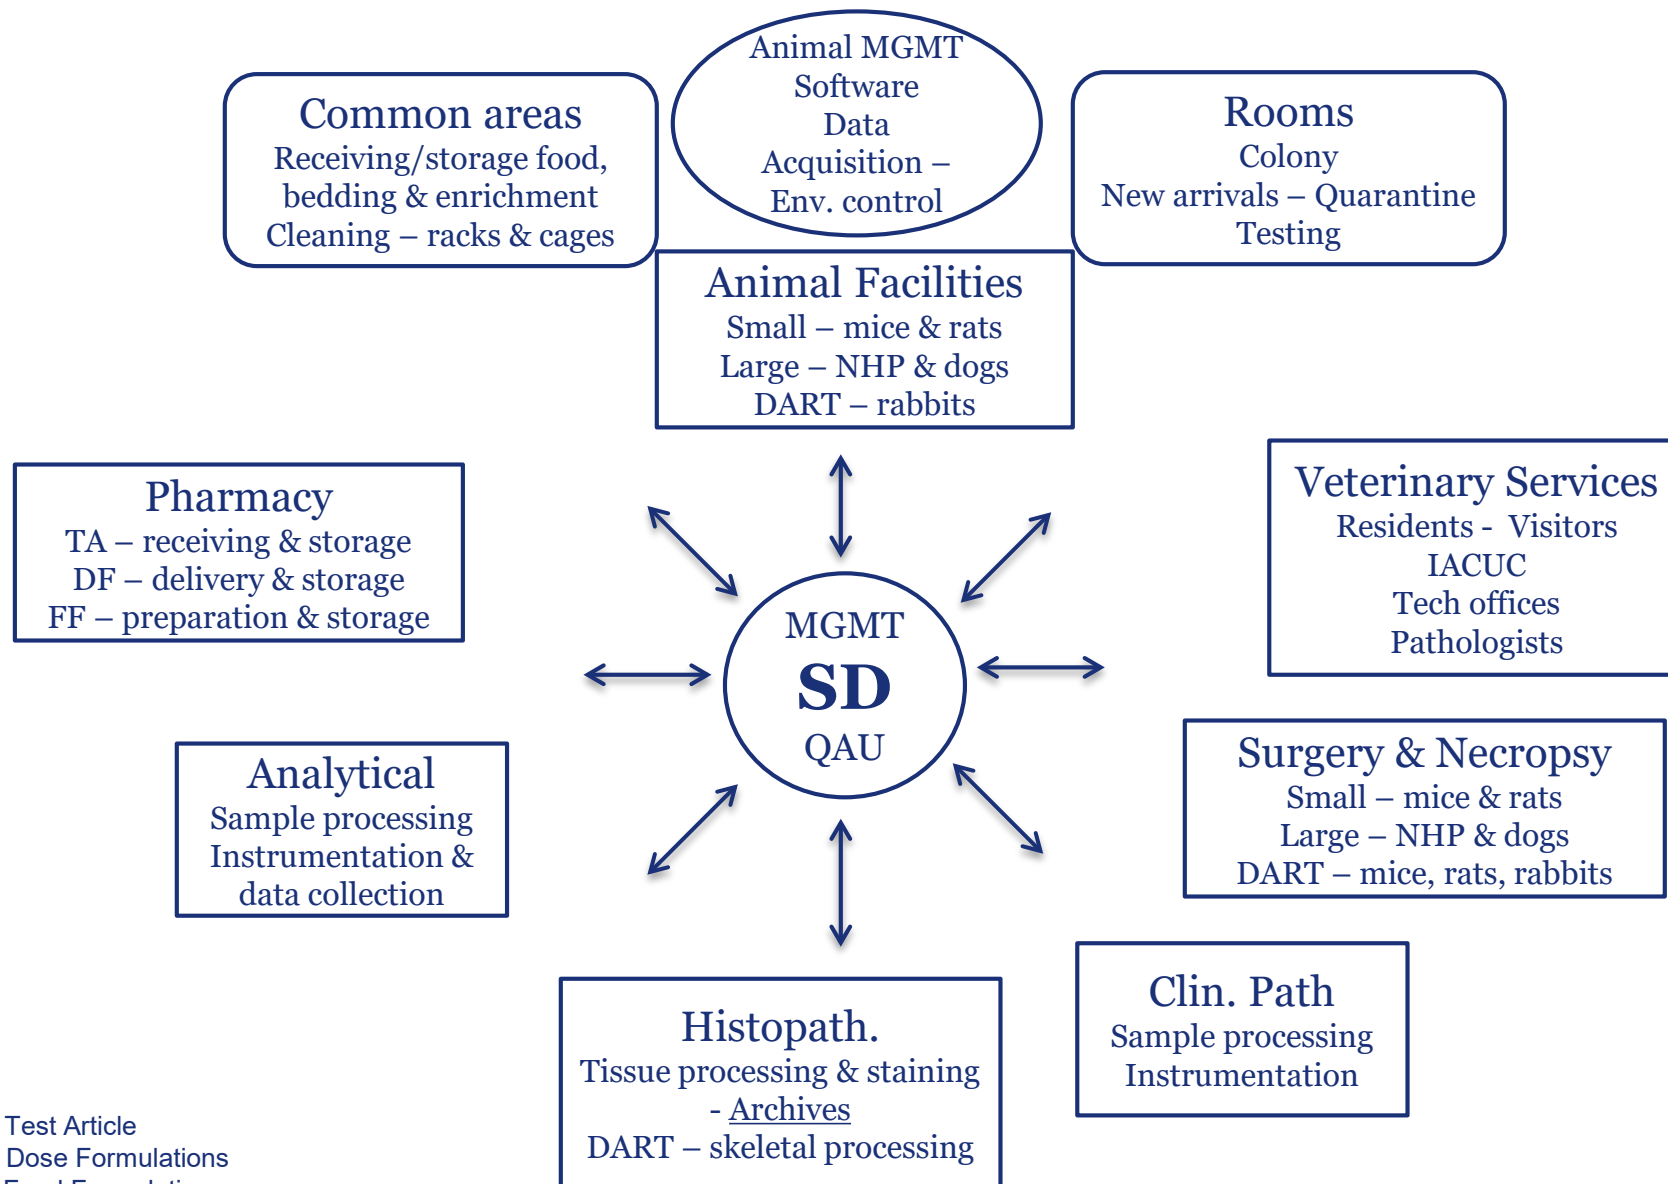 Animal MGMT
Software
Data
Acquisition –
Env. control
Common areas
Receiving/storage food,
bedding & enrichment
Cleaning – racks & cages
Rooms
Colony
New arrivals – Quarantine
Testing
Animal Facilities
Small – mice & rats
Large – NHP & dogs
DART – rabbits
Pharmacy
TA – receiving & storage
DF – delivery & storage
FF – preparation & storage
Veterinary Services
Residents - Visitors
IACUC
Tech offices
Pathologists
MGMT
SD
QAU
Analytical
Sample processing
Instrumentation &
data collection
Surgery & Necropsy
Small – mice & rats
Large – NHP & dogs
DART – mice, rats, rabbits
Histopath.
Tissue processing & staining
- Archives
DART – skeletal processing
Clin. Path
Sample processing
Instrumentation
Test Article
Dose Formulations